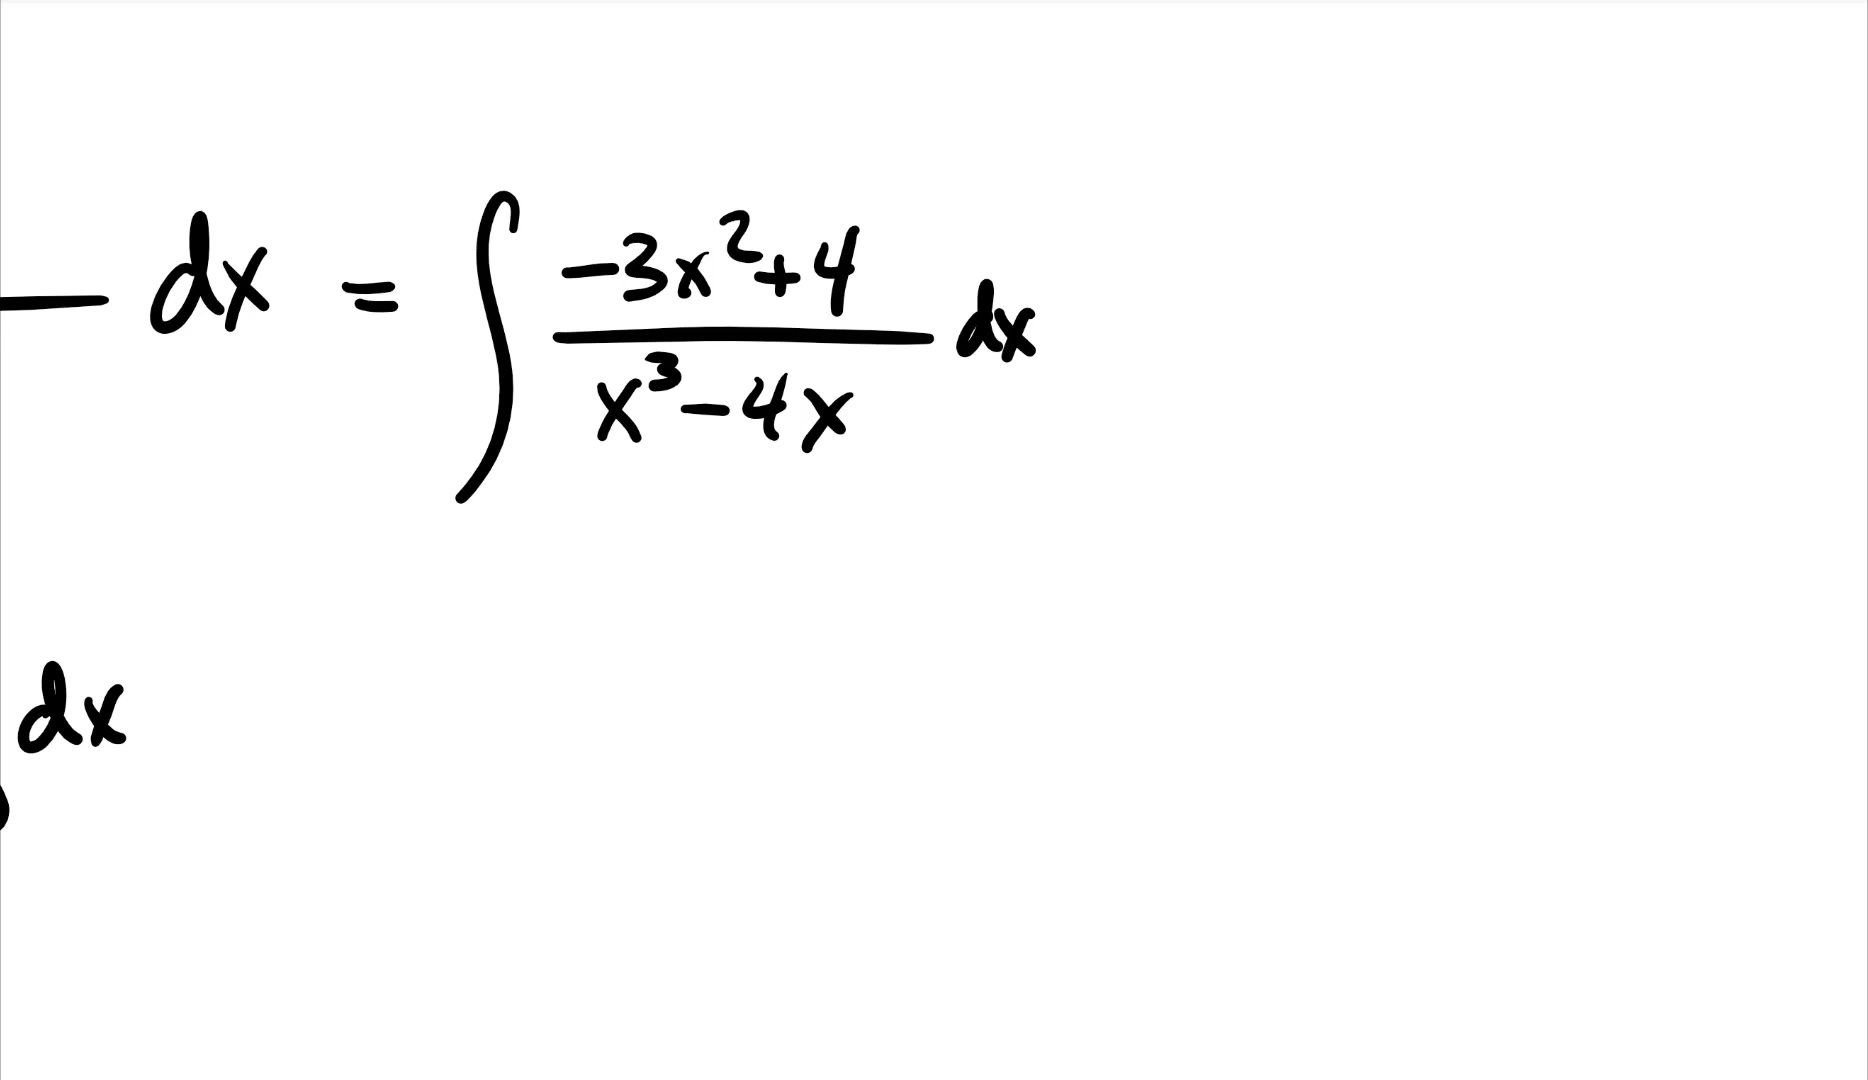 dx = ∫ (-3x²+4)/(x³-4x) dx
dx